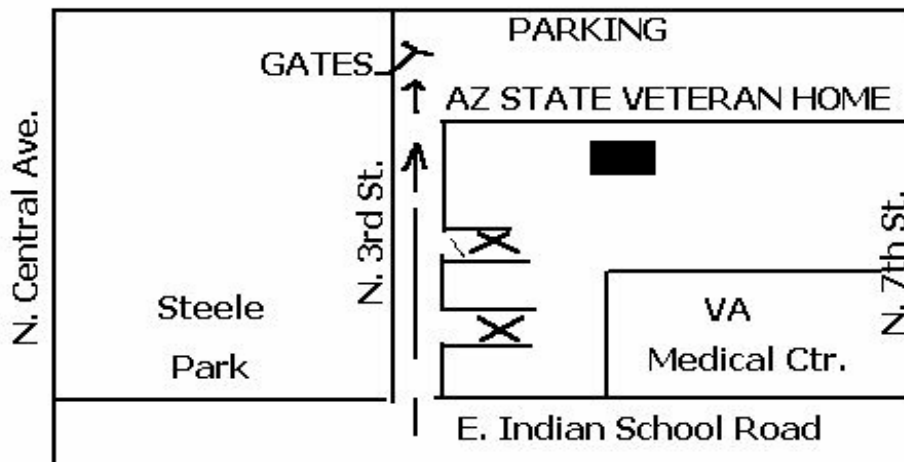 PARKING
GATES
AZ STATE VETERAN HOME
N. Central Ave.
N. 3rd St.
N. 7th St.
Steele
Park
VA
Medical Ctr.
E. Indian School Road